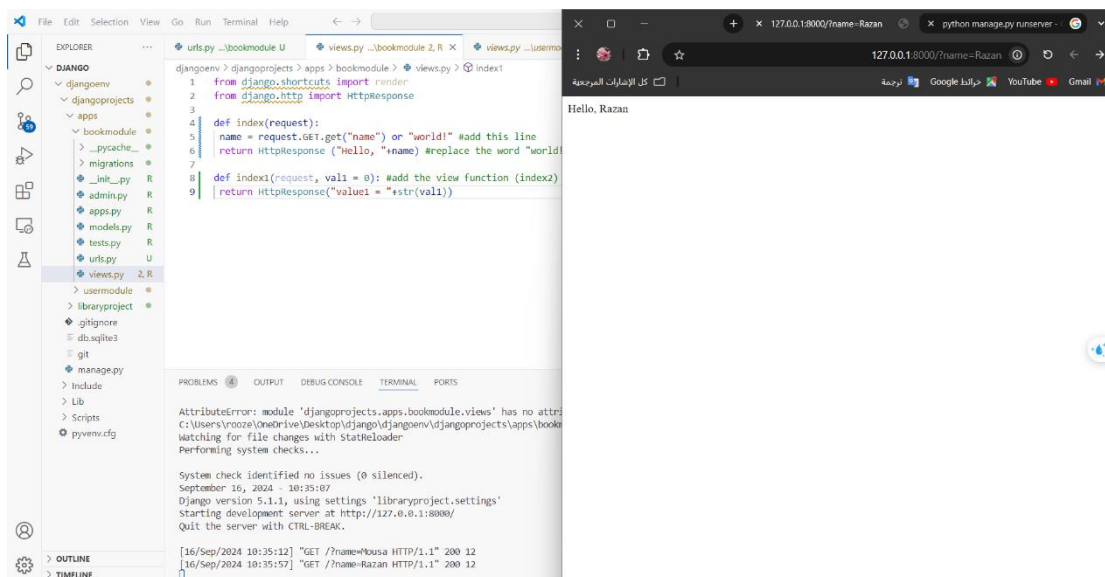 File Edit Selection View Go Run Terminal Help
EXPLORER
DJANGO
djangoenv
djangoprojects
apps
bookmodule
__pycache__
migrations
__init__.py R
admin.py R
apps.py R
models.py R
tests.py R
urls.py U
views.py 2, R
usermodule
libraryproject
.gitignore
db.sqlite3
git
manage.py
Include
Lib
Scripts
pyvenv.cfg
OUTLINE
TIMELINE
59
urls.py ...\bookmodule U
views.py ...\bookmodule 2, R
views.py ...\usermo
djangoenv > djangoprojects > apps > bookmodule > views.py > index1
1 from django.shortcuts import render
2 from django.http import HttpResponse
3
4 def index(request):
5 name = request.GET.get("name") or "world!" #add this line
6 return HttpResponse ("Hello, "+name) #replace the word "world!
7
8 def index1(request, val1 = 0): #add the view function (index2)
9 return HttpResponse("value1 = "+str(val1))
PROBLEMS 4 OUTPUT DEBUG CONSOLE TERMINAL PORTS
AttributeError: module 'djangoprojects.apps.bookmodule.views' has no attri
C:\Users\rooze\OneDrive\Desktop\django\djangoenv\djangoprojects\apps\bookm
Watching for file changes with StatReloader
Performing system checks...
System check identified no issues (0 silenced).
September 16, 2024 - 10:35:07
Django version 5.1.1, using settings 'libraryproject.settings'
Starting development server at http://127.0.0.1:8000/
Quit the server with CTRL-BREAK.
[16/Sep/2024 10:35:12] "GET /?name=Mousa HTTP/1.1" 200 12
[16/Sep/2024 10:35:57] "GET /?name=Razan HTTP/1.1" 200 12
127.0.0.1:8000/?name=Razan
python manage.py runserver -
127.0.0.1:8000/?name=Razan
كل الإشارات المرجعية
ترجمة
خرائط Google
YouTube
Gmail
Hello, Razan